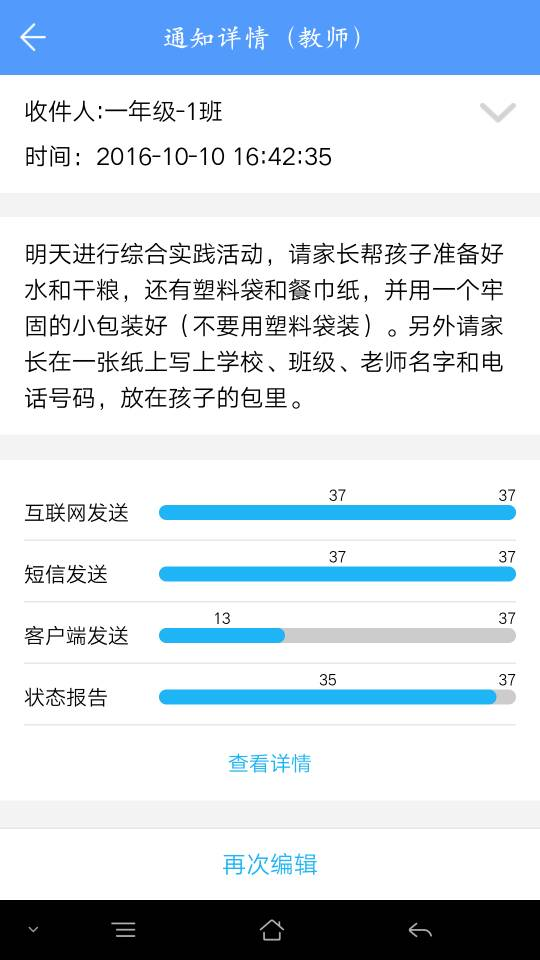 通知详情（教师）
收件人:一年级-1班
时间：2016-10-10 16:42:35
明天进行综合实践活动，请家长帮孩子准备好
水和干粮，还有塑料袋和餐巾纸，并用一个牢
固的小包装好（不要用塑料袋装）。另外请家
长在一张纸上写上学校、班级、老师名字和电
话号码，放在孩子的包里。
37 37
互联网发送
37 37
短信发送
13 37
客户端发送
35 37
状态报告
查看详情
再次编辑